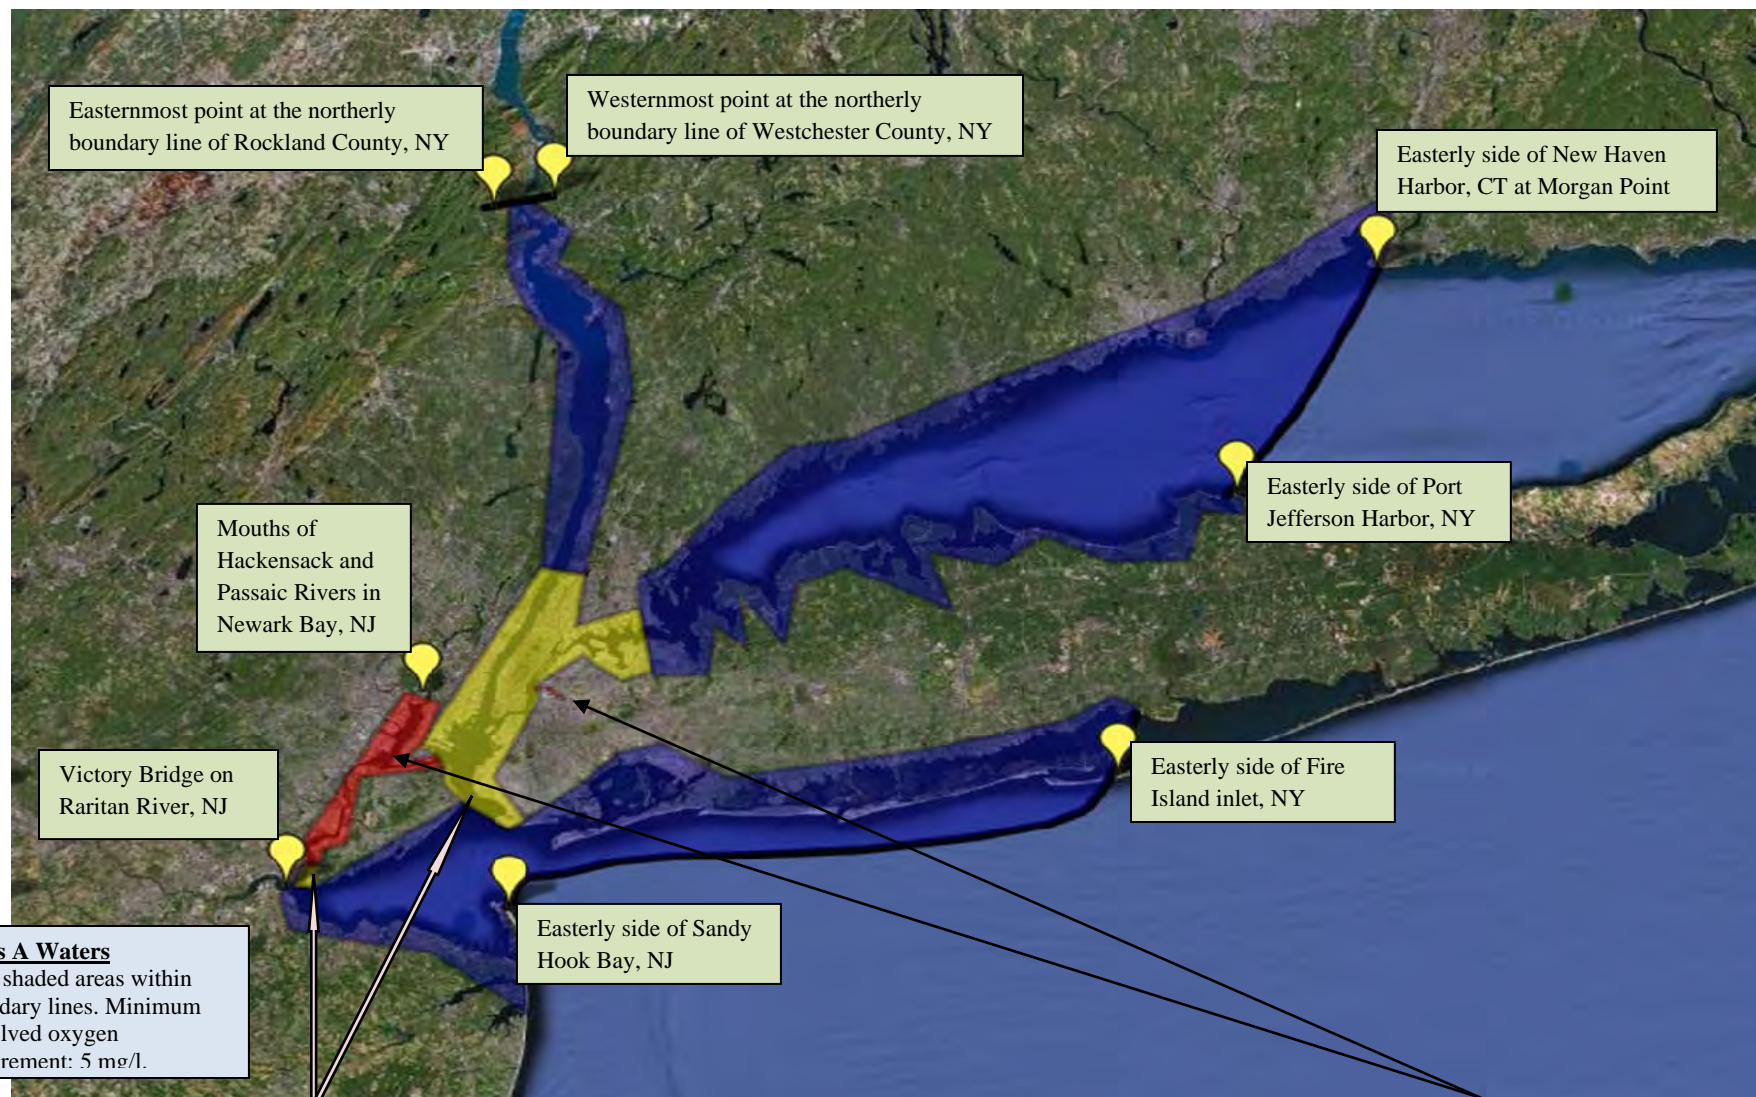 Easternmost point at the northerly
boundary line of Rockland County, NY
Westernmost point at the northerly
boundary line of Westchester County, NY
Easterly side of New Haven
Harbor, CT at Morgan Point
Easterly side of Port
Jefferson Harbor, NY
Mouths of
Hackensack and
Passaic Rivers in
Newark Bay, NJ
Victory Bridge on
Raritan River, NJ
Easterly side of Fire
Island inlet, NY
Easterly side of Sandy
Hook Bay, NJ
s A Waters
shaded areas within
dary lines. Minimum
lved oxygen
rement: 5 mg/l.